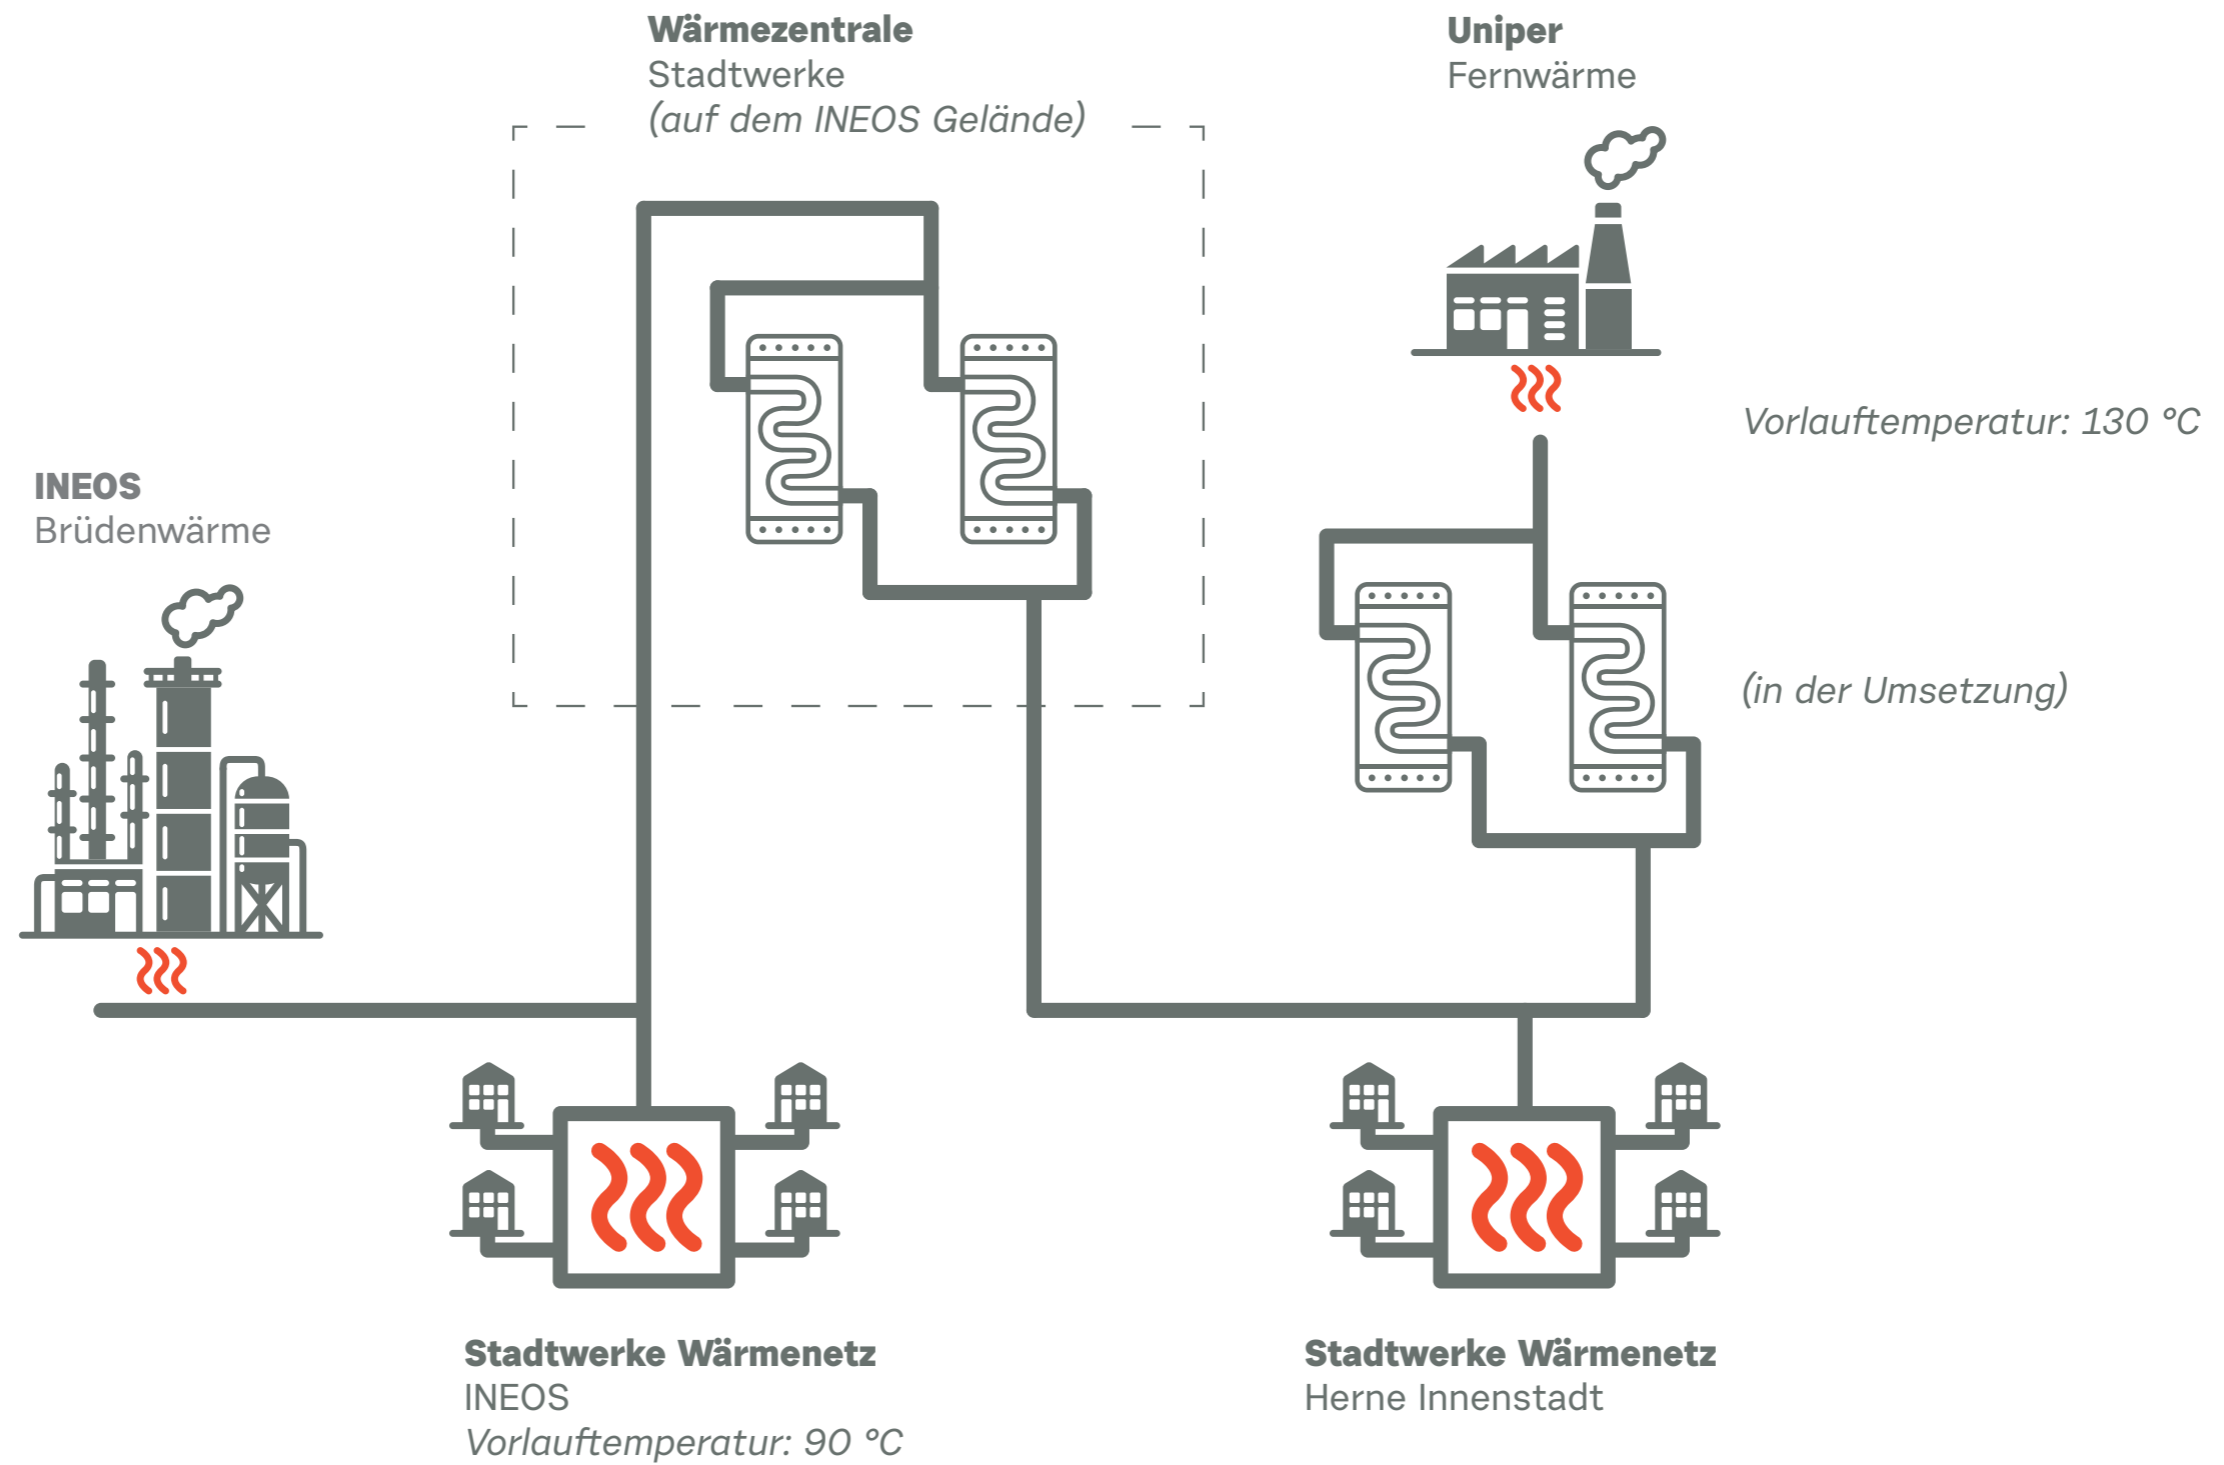 Wärmezentrale
Stadtwerke
(auf dem INEOS Gelände)
Uniper
Fernwärme
Vorlauftemperatur: 130 °C
INEOS
Brüdenwärme
(in der Umsetzung)
Stadtwerke Wärmenetz
INEOS
Vorlauftemperatur: 90 °C
Stadtwerke Wärmenetz
Herne Innenstadt